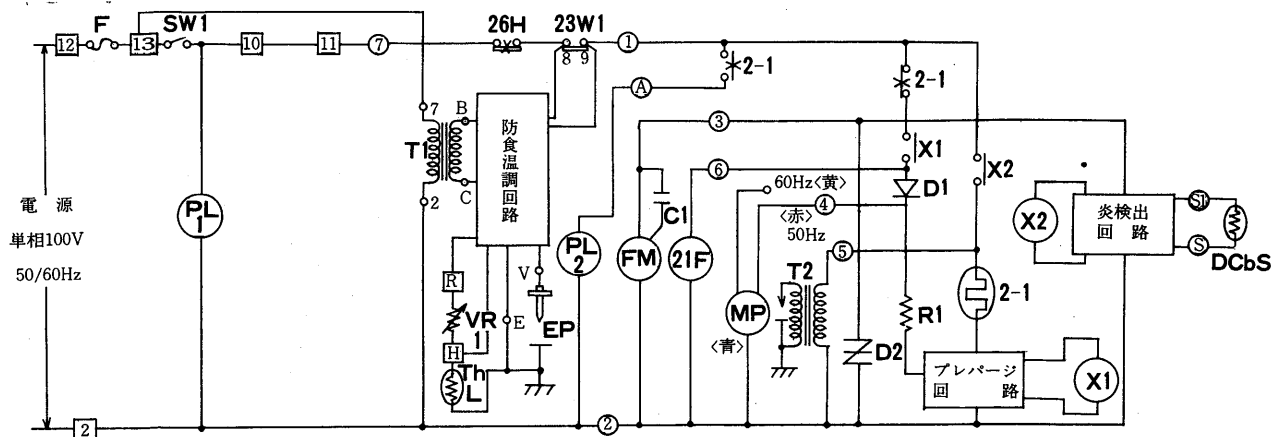 12
F
13
SW1
10
11
7
26H
23W1
8 9
1
2-1
2-1
A
3
X1
X2
6
D1
60Hz〈黄〉
〈赤〉
4
50Hz
5
電源
単相100V
50/60Hz
PL
1
7
T1
2
B
C
防食温調回路
R
VR
1
H
Th
L
E
V
EP
PL
2
C1
FM
21F
MP
〈青〉
T2
D2
R1
2-1
プレパージ
回路
X1
X2
炎検出
回路
S1
S
DCbS
2
2